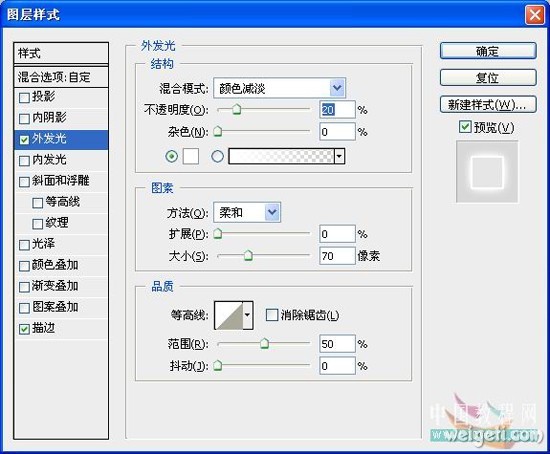 图层样式
样式
混合选项:自定
投影
内阴影
外发光
内发光
斜面和浮雕
等高线
纹理
光泽
颜色叠加
渐变叠加
图案叠加
描边
外发光
结构
混合模式: 颜色减淡
不透明度(O): 20 %
杂色(N): 0 %
图素
方法(Q): 柔和
扩展(P): 0 %
大小(S): 70 像素
品质
等高线: 消除锯齿(L)
范围(R): 50 %
抖动(J): 0 %
确定
复位
新建样式(W)...
预览(V)
中国教程网